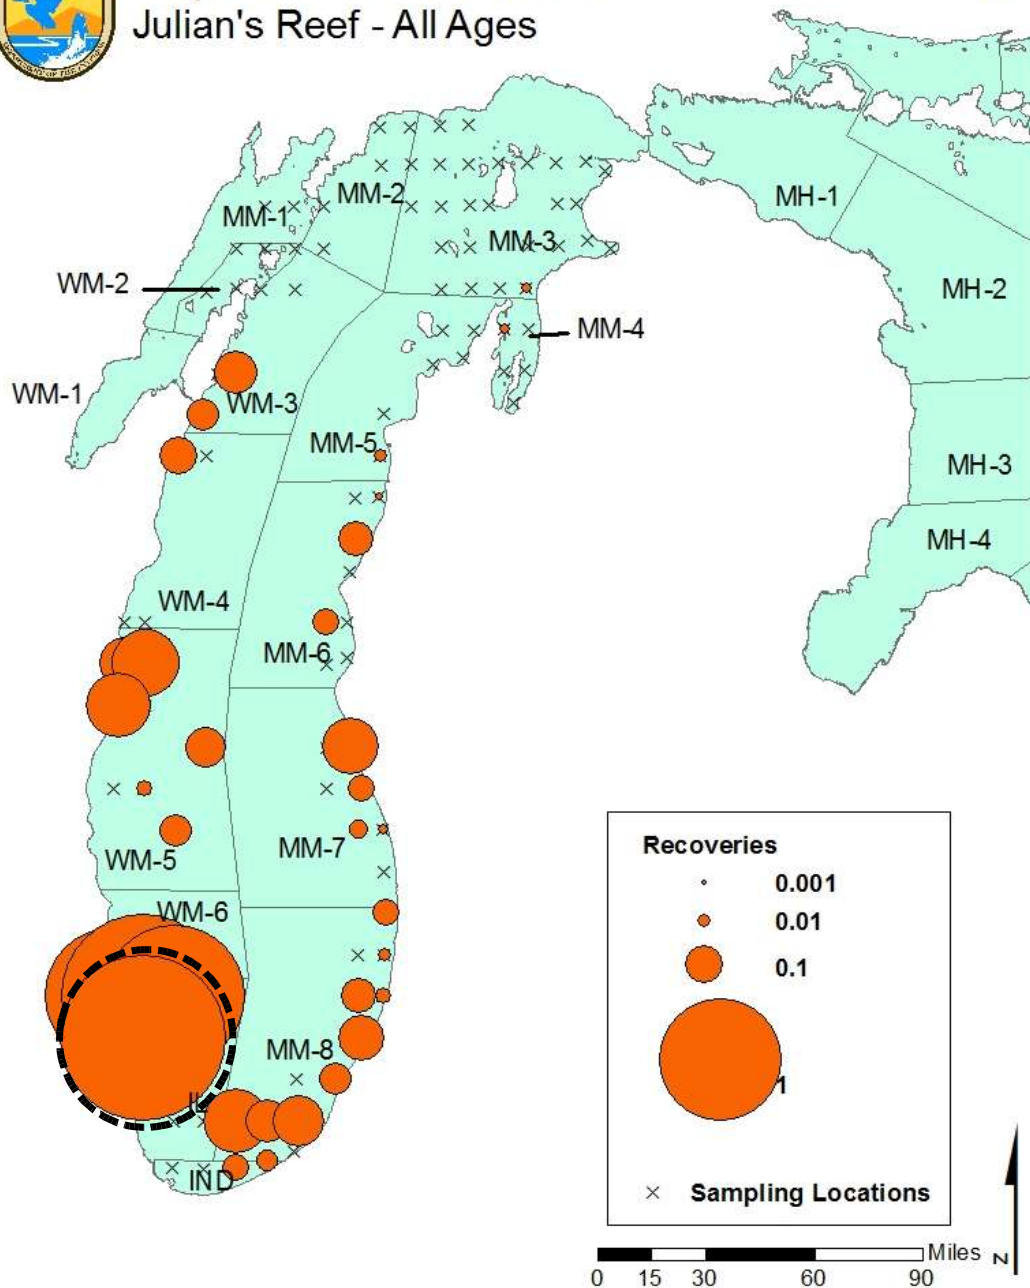 Julian's Reef - All Ages
MM-1
MM-2
MM-3
MH-1
WM-2
MH-2
MM-4
WM-1
WM-3
MM-5
MH-3
MH-4
WM-4
MM-6
MM-7
WM-5
WM-6
MM-8
IL
IND
Recoveries
0.001
0.01
0.1
1
Sampling Locations
Miles
0 15 30 60 90
N